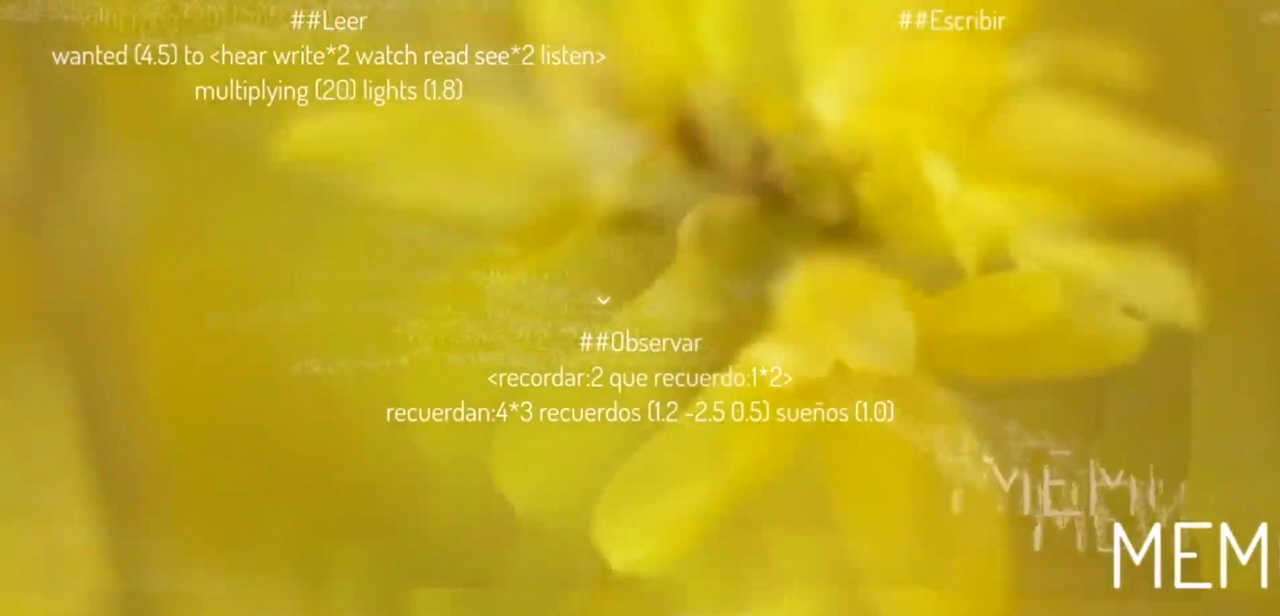 ##Leer
wanted (4.5) to <hear write*2 watch read see*2 listen>
multiplying (20) lights (1.8)
##Escribir
##Observar
<recordar:2 que recuerdo:1*2>
recuerdan:4*3 recuerdos (1.2 -2.5 0.5) sueños (1.0)
MEM